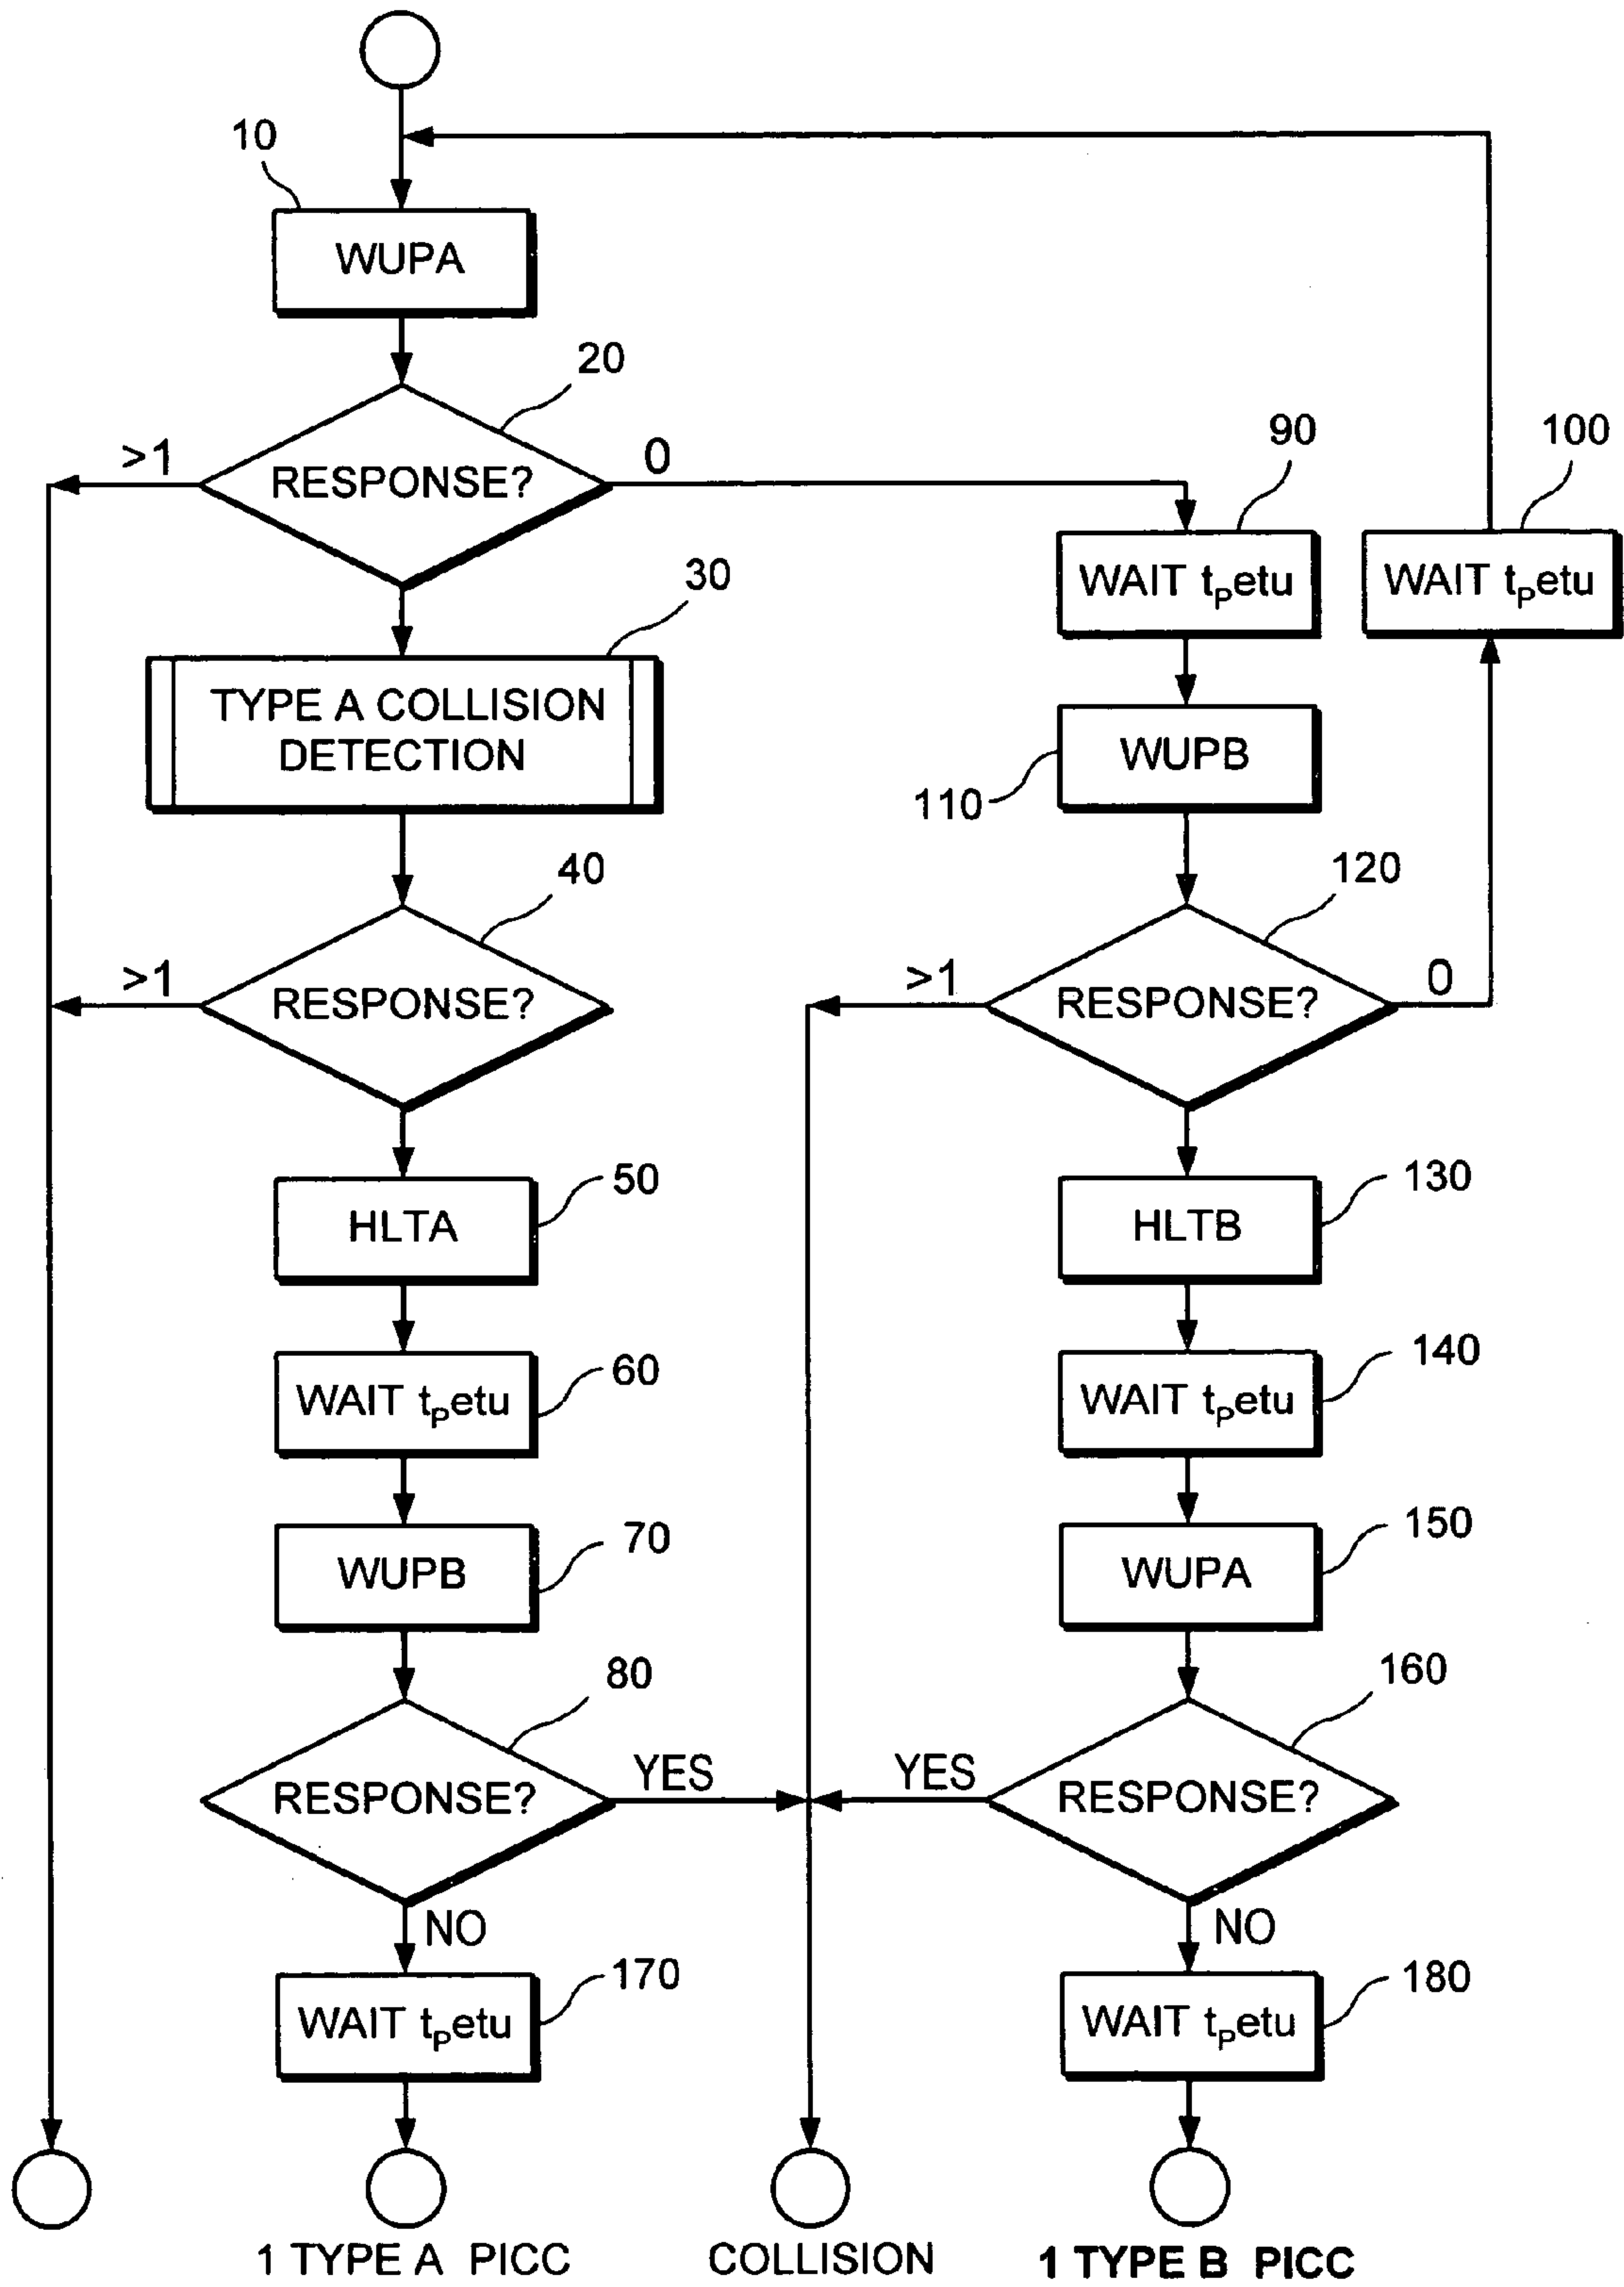 10
WUPA
20
>1
RESPONSE?
0
90
100
WAIT tPetu
WAIT tPetu
30
TYPE A COLLISION
DETECTION
WUPB
110
40
120
>1
RESPONSE?
>1
RESPONSE?
0
50
HLTA
130
HLTB
60
WAIT tPetu
140
WAIT tPetu
70
WUPB
150
WUPA
80
160
RESPONSE?
YES
YES
RESPONSE?
NO
NO
170
WAIT tPetu
180
WAIT tPetu
1 TYPE A PICC
COLLISION
1 TYPE B PICC